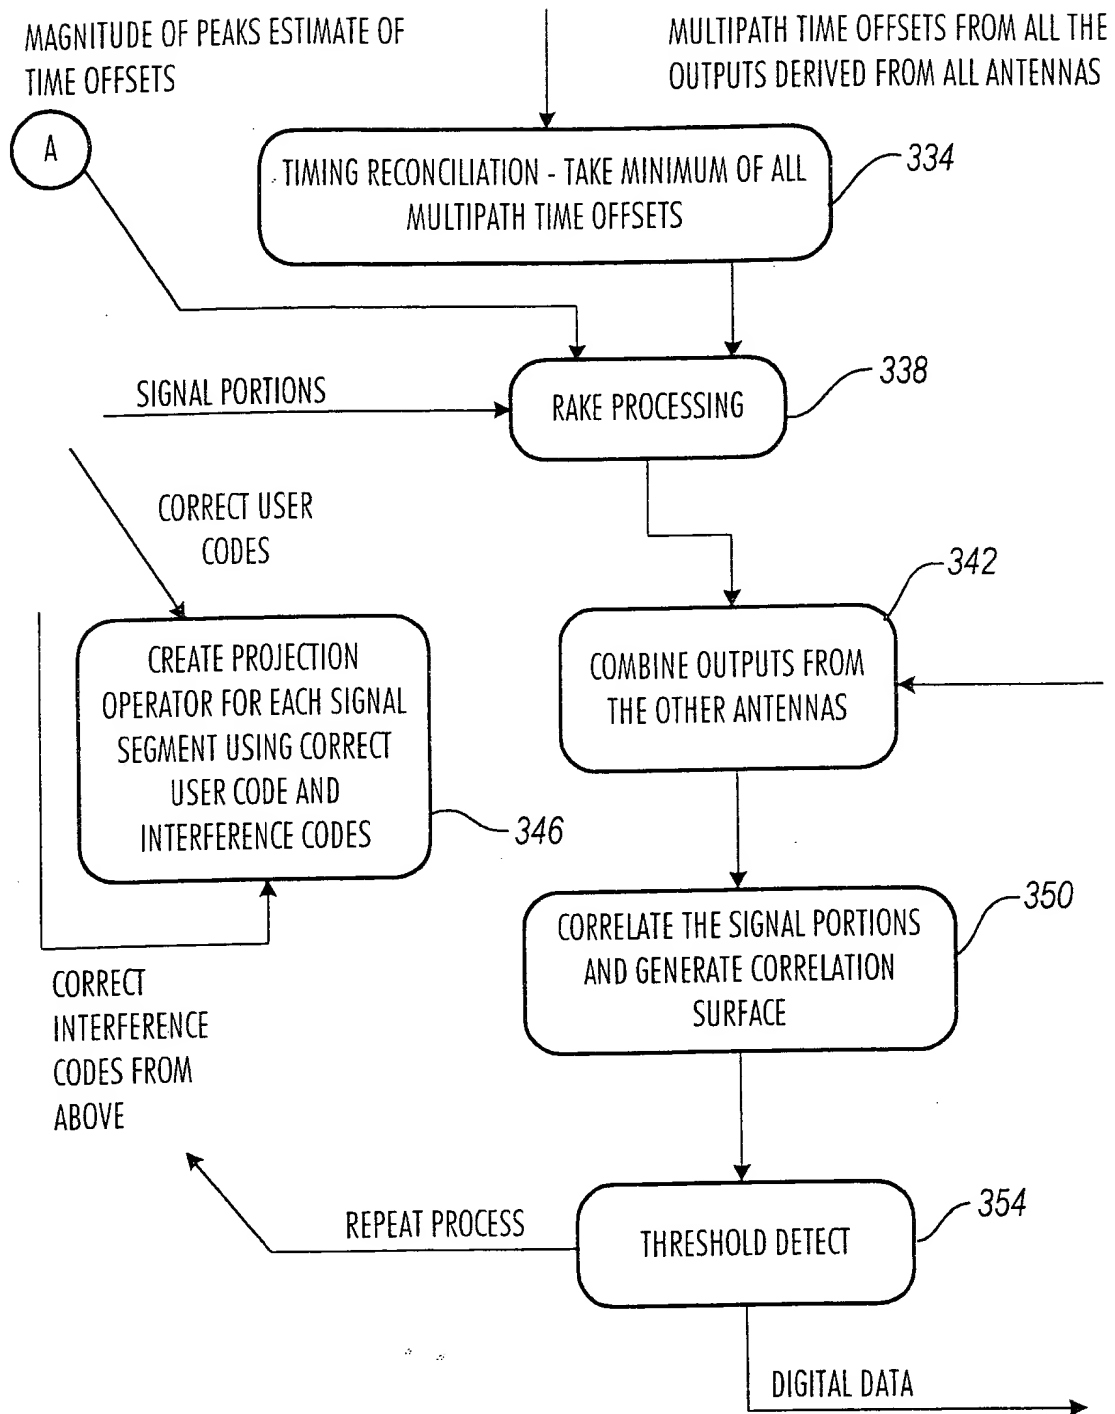 MAGNITUDE OF PEAKS ESTIMATE OF
TIME OFFSETS
MULTIPATH TIME OFFSETS FROM ALL THE
OUTPUTS DERIVED FROM ALL ANTENNAS
A
TIMING RECONCILIATION - TAKE MINIMUM OF ALL
MULTIPATH TIME OFFSETS
334
SIGNAL PORTIONS
RAKE PROCESSING
338
CORRECT USER
CODES
CREATE PROJECTION
OPERATOR FOR EACH SIGNAL
SEGMENT USING CORRECT
USER CODE AND
INTERFERENCE CODES
346
COMBINE OUTPUTS FROM
THE OTHER ANTENNAS
342
CORRELATE THE SIGNAL PORTIONS
AND GENERATE CORRELATION
SURFACE
350
CORRECT
INTERFERENCE
CODES FROM
ABOVE
REPEAT PROCESS
THRESHOLD DETECT
354
DIGITAL DATA